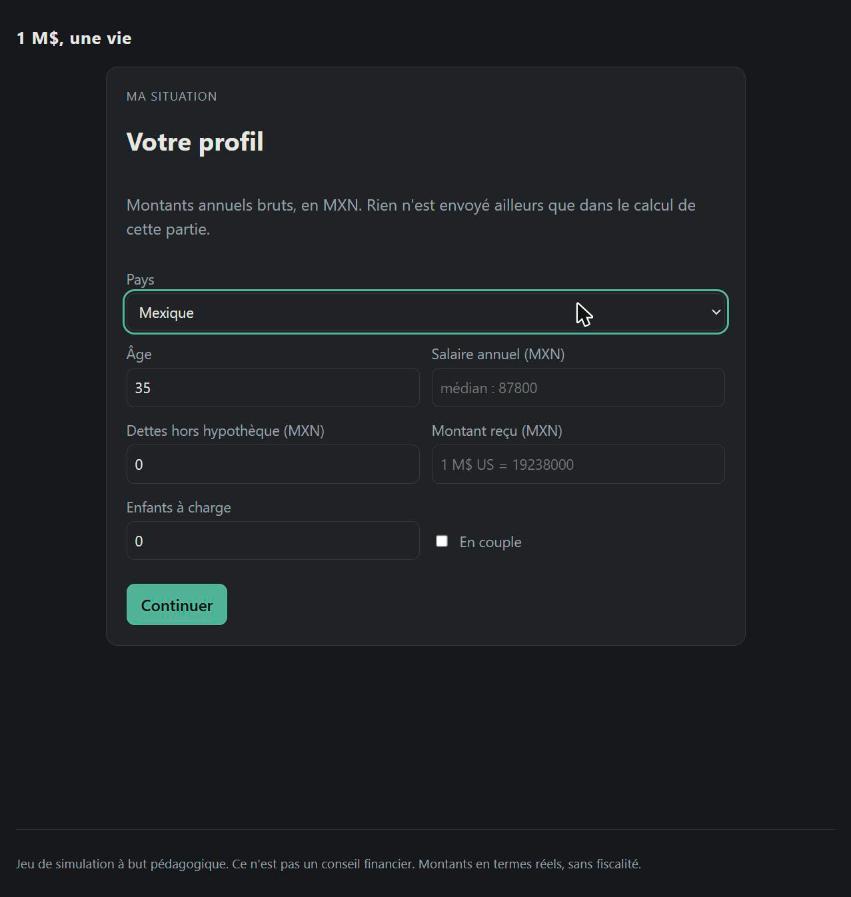 1 M$, une vie
MA SITUATION
Votre profil
Montants annuels bruts, en MXN. Rien n'est envoyé ailleurs que dans le calcul de
cette partie.
Pays
Mexique
Âge
Salaire annuel (MXN)
35
médian : 87800
Dettes hors hypothèque (MXN)
Montant reçu (MXN)
0
1 M$ US = 19238000
Enfants à charge
0
En couple
Continuer
Jeu de simulation à but pédagogique. Ce n'est pas un conseil financier. Montants en termes réels, sans fiscalité.